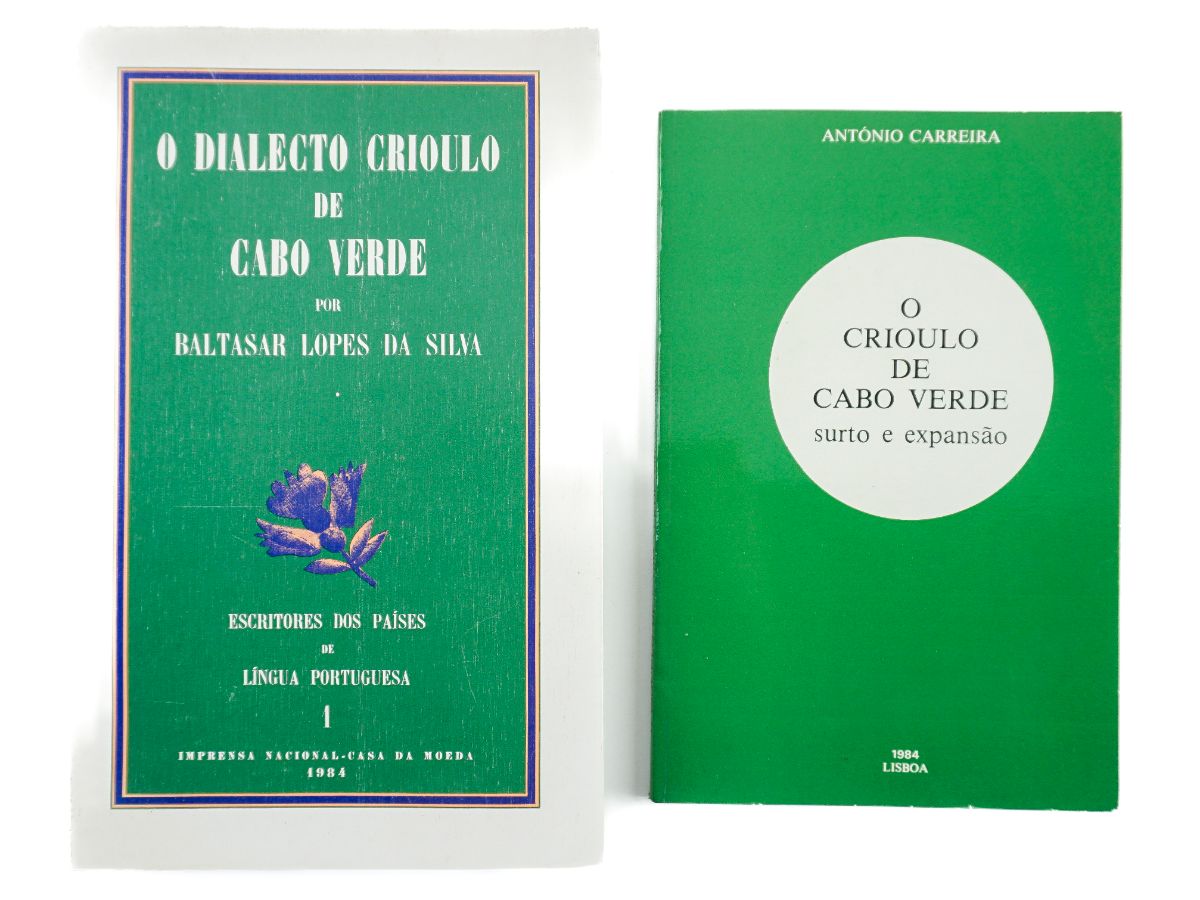 O DIALECTO CRIOULO
DE
CABO VERDE
POR
BALTASAR LOPES DA SILVA
ESCRITORES DOS PAÍSES
DE
LÍNGUA PORTUGUESA
1
IMPRENSA NACIONAL-CASA DA MOEDA
1984
ANTÓNIO CARREIRA
O
CRIOULO
DE
CABO VERDE
surto e expansão
1984
LISBOA